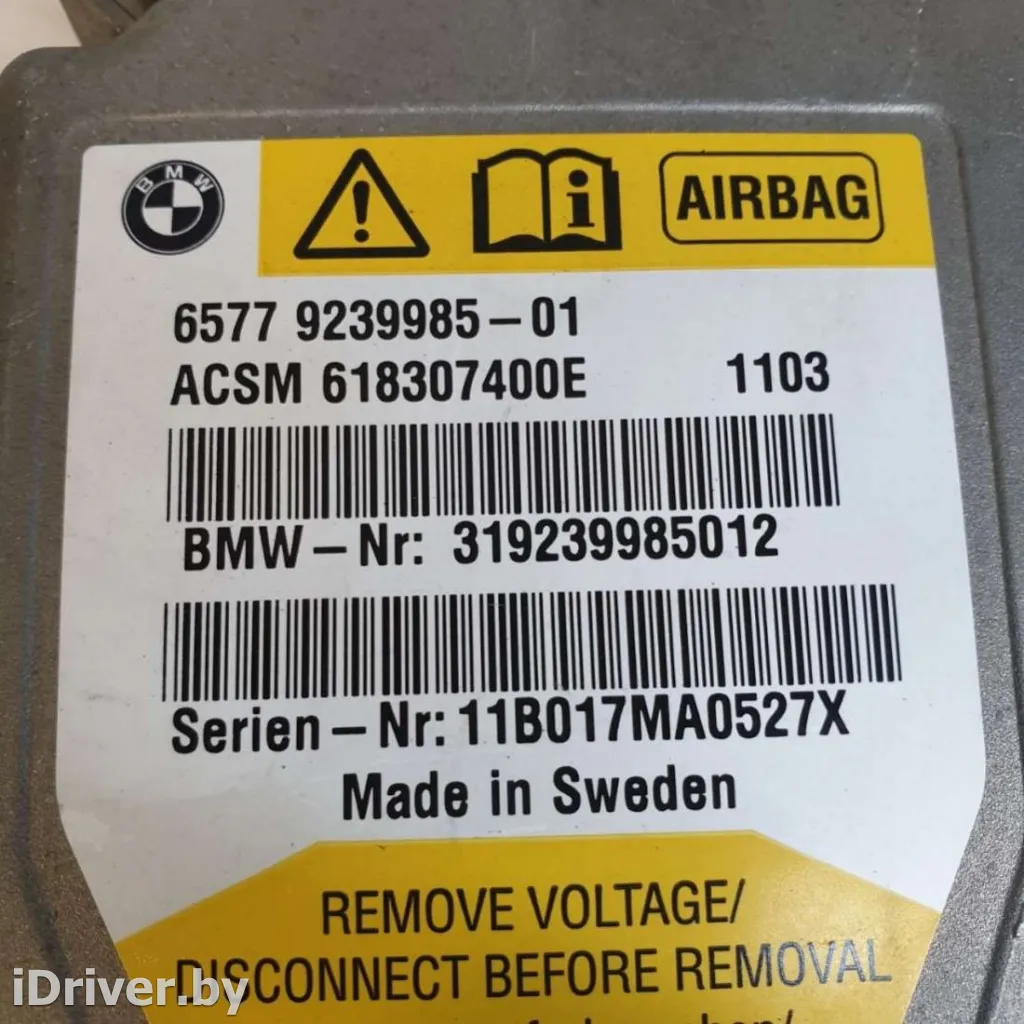 BMW
AIRBAG
6577 9239985-01
ACSM 618307400E 1103
BMW-Nr: 319239985012
Serien-Nr: 11B017MA0527X
Made in Sweden
REMOVE VOLTAGE/
DISCONNECT BEFORE REMOVAL
iDriver.by